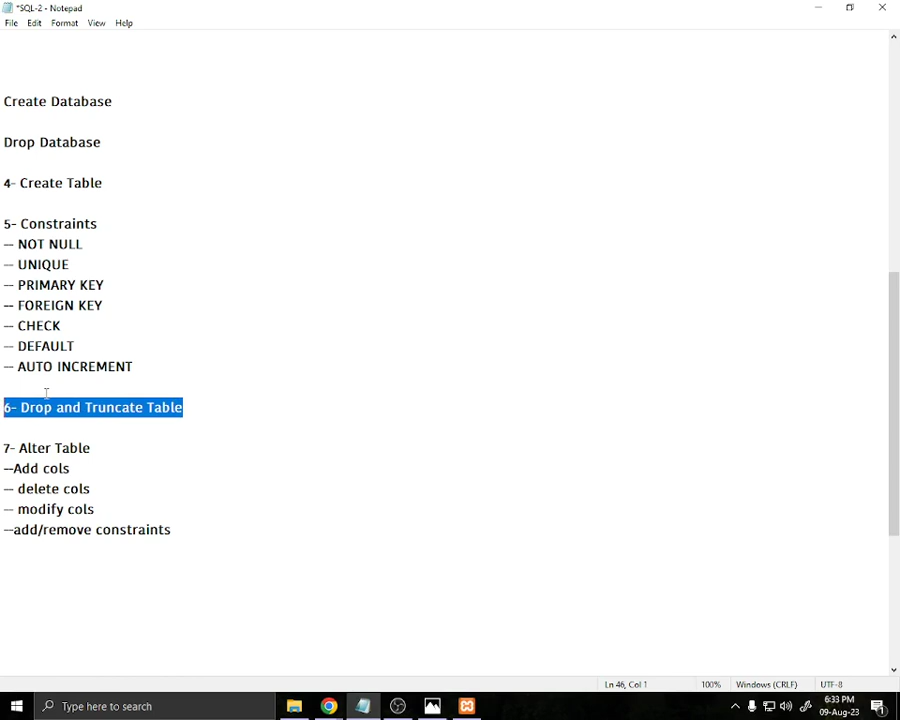 *SQL-2 - Notepad
File Edit Format View Help
Create Database
Drop Database
4- Create Table
5- Constraints
-- NOT NULL
-- UNIQUE
-- PRIMARY KEY
-- FOREIGN KEY
-- CHECK
-- DEFAULT
-- AUTO INCREMENT
6- Drop and Truncate Table
7- Alter Table
--Add cols
-- delete cols
-- modify cols
--add/remove constraints
Ln 46, Col 1 100% Windows (CRLF) UTF-8
Type here to search
6:33 PM
09-Aug-23
1